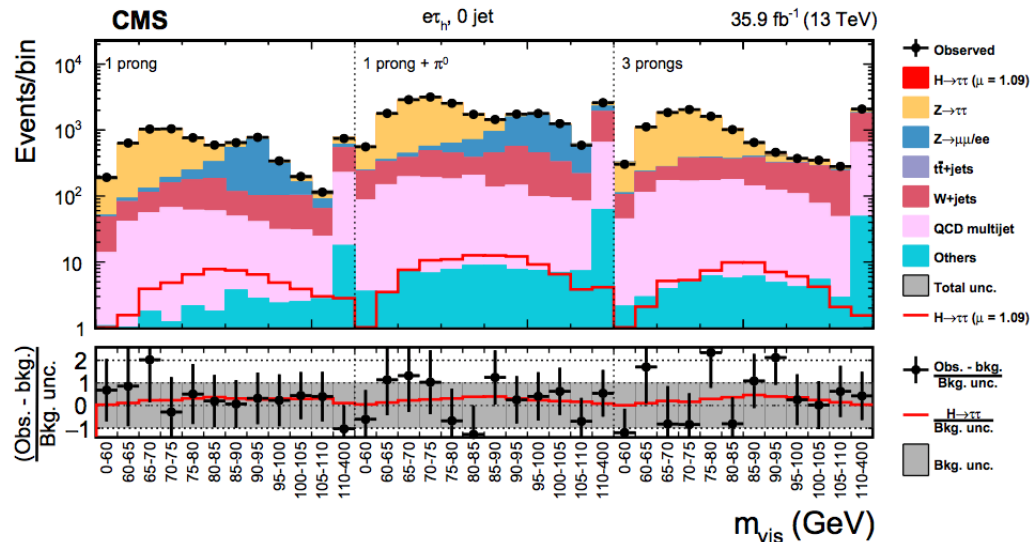 CMS
eτh, 0 jet
35.9 fb⁻¹ (13 TeV)
Events/bin
10⁴
10³
10²
10
1
1 prong
1 prong + π⁰
3 prongs
Observed
H→ττ (μ = 1.09)
Z→ττ
Z→μμ/ee
tt̄+jets
W+jets
QCD multijet
Others
Total unc.
H→ττ (μ = 1.09)
(Obs. - bkg.)
Bkg. unc.
2
1
0
−1
Obs. - bkg
Bkg. unc.
H→ττ
Bkg. unc.
Bkg. unc.
0-60
60-65
65-70
70-75
75-80
80-85
85-90
90-95
95-100
100-105
105-110
110-400
0-60
60-65
65-70
70-75
75-80
80-85
85-90
90-95
95-100
100-105
105-110
110-400
0-60
60-65
65-70
70-75
75-80
80-85
85-90
90-95
95-100
100-105
105-110
110-400
mvis (GeV)